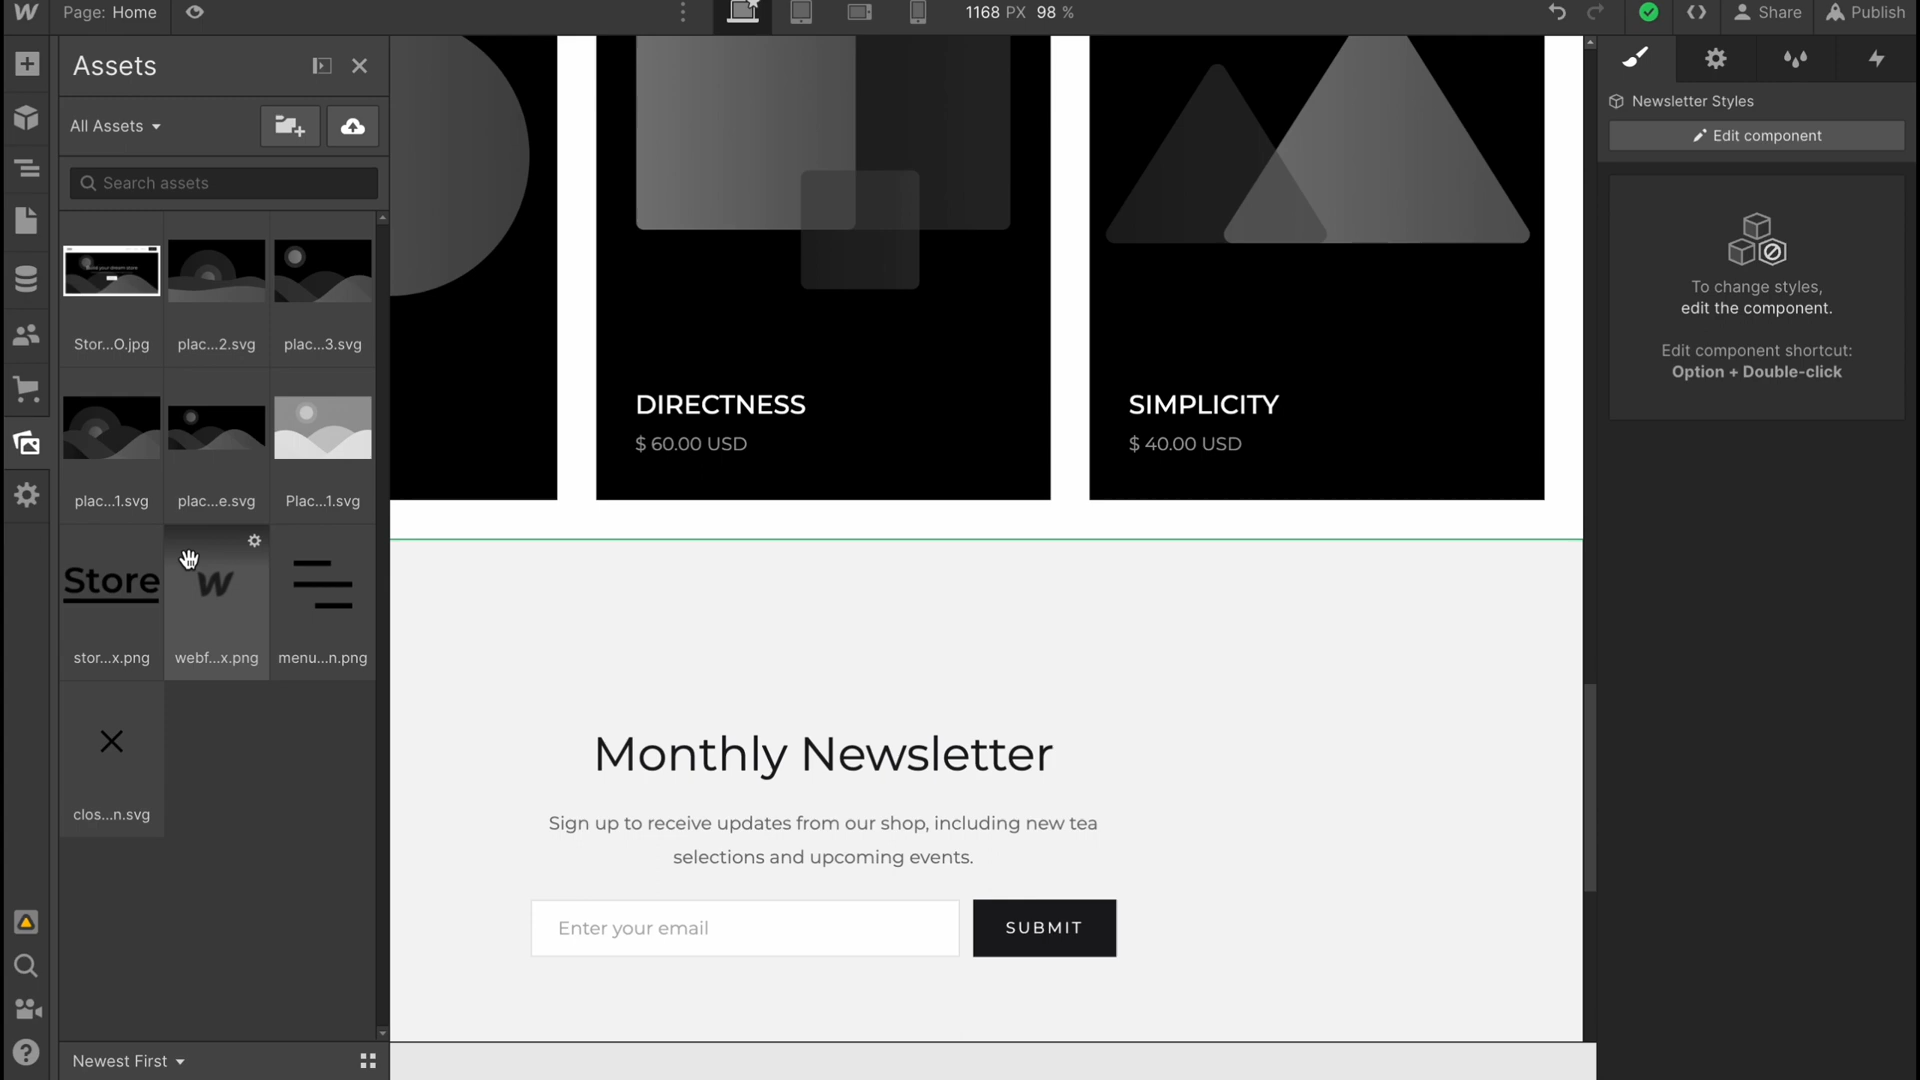 Page: Home
1168 PX 98 %
Share
Publish
Assets
All Assets
Search assets
Stor...O.jpg
plac...2.svg
plac...3.svg
plac...1.svg
plac...e.svg
Plac...1.svg
Store
W
stor...x.png
webf...x.png
menu...n.png
clos...n.svg
Newest First
DIRECTNESS
$ 60.00 USD
SIMPLICITY
$ 40.00 USD
Monthly Newsletter
Sign up to receive updates from our shop, including new tea
selections and upcoming events.
Enter your email
SUBMIT
Newsletter Styles
Edit component
To change styles,
edit the component.
Edit component shortcut:
Option + Double-click